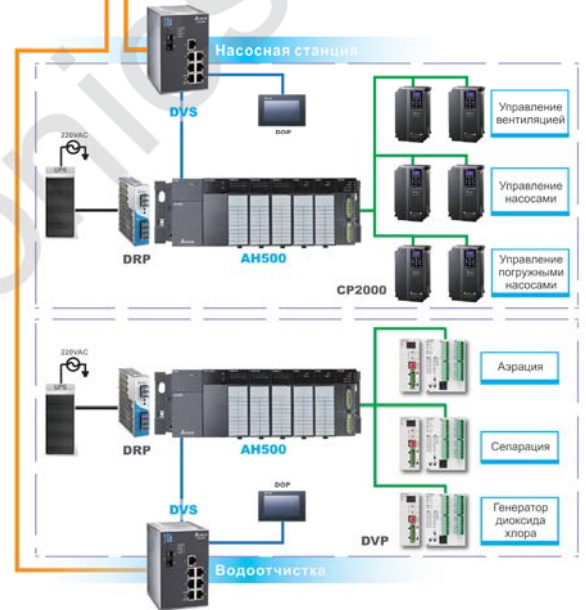 Насосная станция
DVS
DOP
220VAC
UPS
DRP
AH500
CP2000
Управление
вентиляцией
Управление
насосами
Управление
погружными
насосами
220VAC
UPS
DRP
AH500
DVS
DOP
DVP
Аэрация
Сепарация
Генератор
диоксида
хлора
Водоотчистка